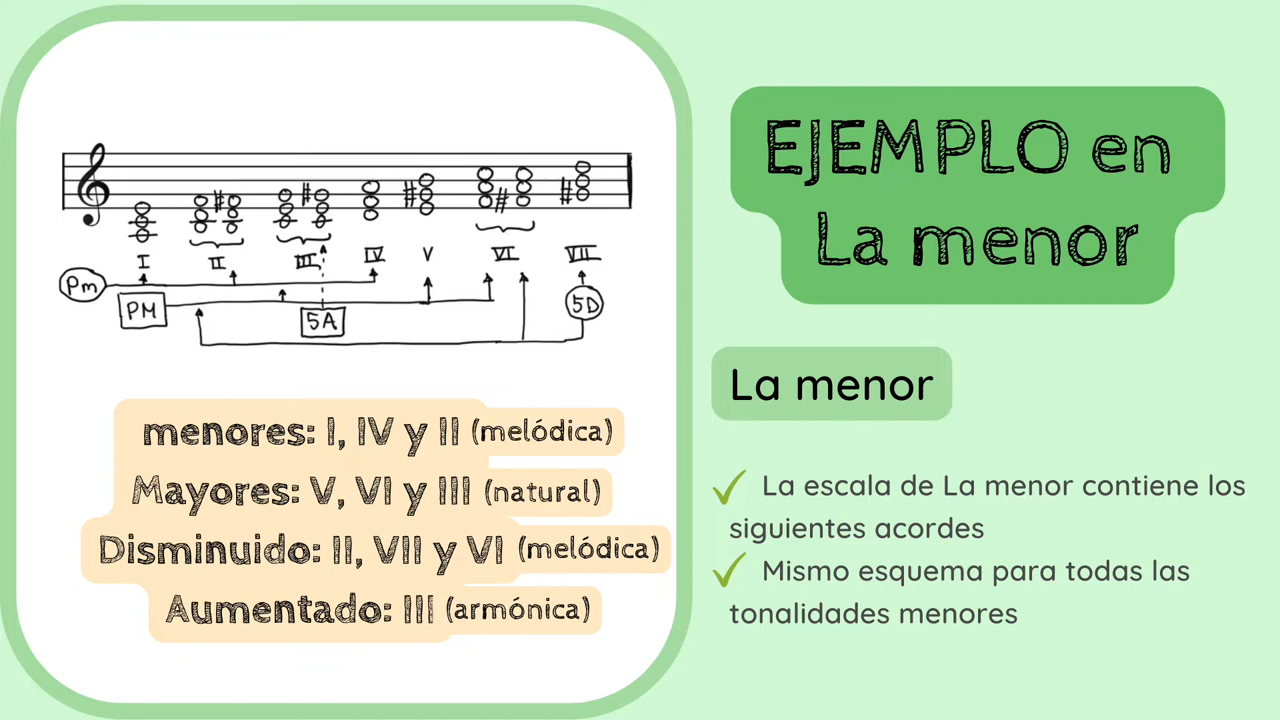 I II III IV V VI VII
Pm
PM
5A
5D
menores: I, IV y II (melódica)
Mayores: V, VI y III (natural)
Disminuido: II, VII y VI (melódica)
Aumentado: III (armónica)
EJEMPLO en
La menor
La menor
✓ La escala de La menor contiene los
siguientes acordes
✓ Mismo esquema para todas las
tonalidades menores